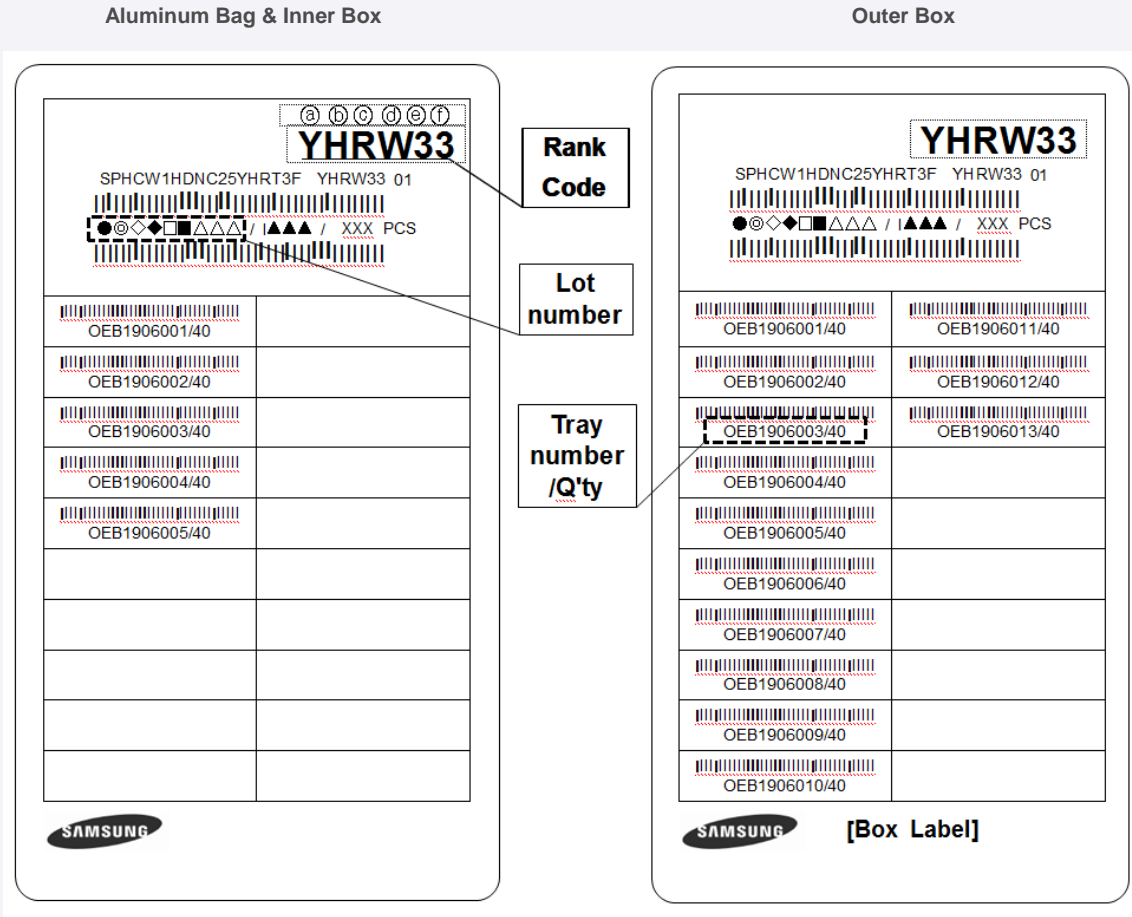 Aluminum Bag & Inner Box
ⓐ ⓑ ⓒ ⓓ ⓔ ⓕ
YHRW33
SPHCW1HDNC25YHRT3F YHRW33 01
●◎◇◆□■△△△ / I▲▲▲ / XXX PCS
OEB1906001/40
OEB1906002/40
OEB1906003/40
OEB1906004/40
OEB1906005/40
SAMSUNG
Rank
Code
Lot
number
Tray
number
/Q'ty
Outer Box
YHRW33
SPHCW1HDNC25YHRT3F YHRW33 01
●◎◇◆□■△△△ / I▲▲▲ / XXX PCS
OEB1906001/40 OEB1906011/40
OEB1906002/40 OEB1906012/40
OEB1906003/40 OEB1906013/40
OEB1906004/40
OEB1906005/40
OEB1906006/40
OEB1906007/40
OEB1906008/40
OEB1906009/40
OEB1906010/40
SAMSUNG [Box Label]